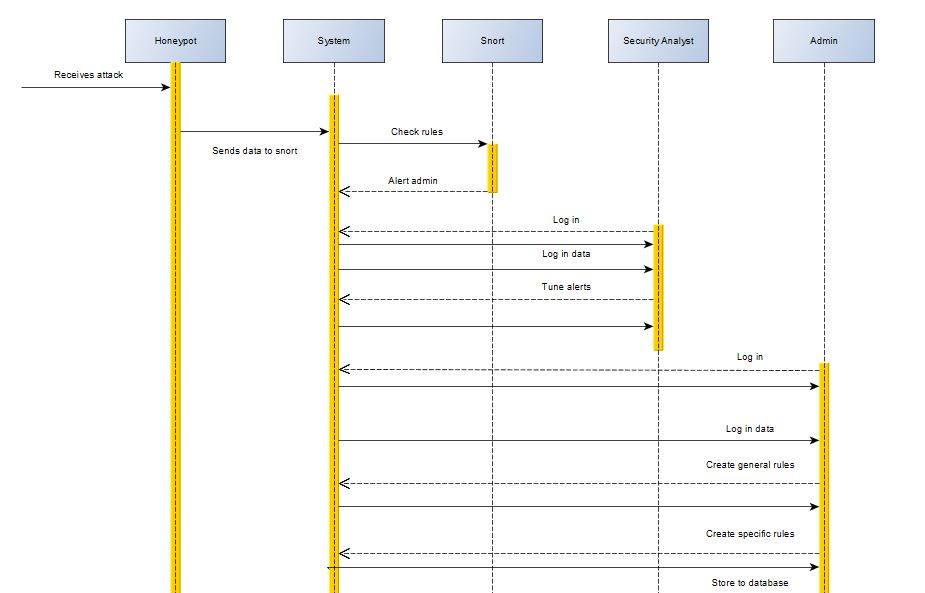 Honeypot
System
Snort
Security Analyst
Admin
Receives attack
Check rules
Sends data to snort
Alert admin
Log in
Log in data
Tune alerts
Log in
Log in data
Create general rules
Create specific rules
Store to database